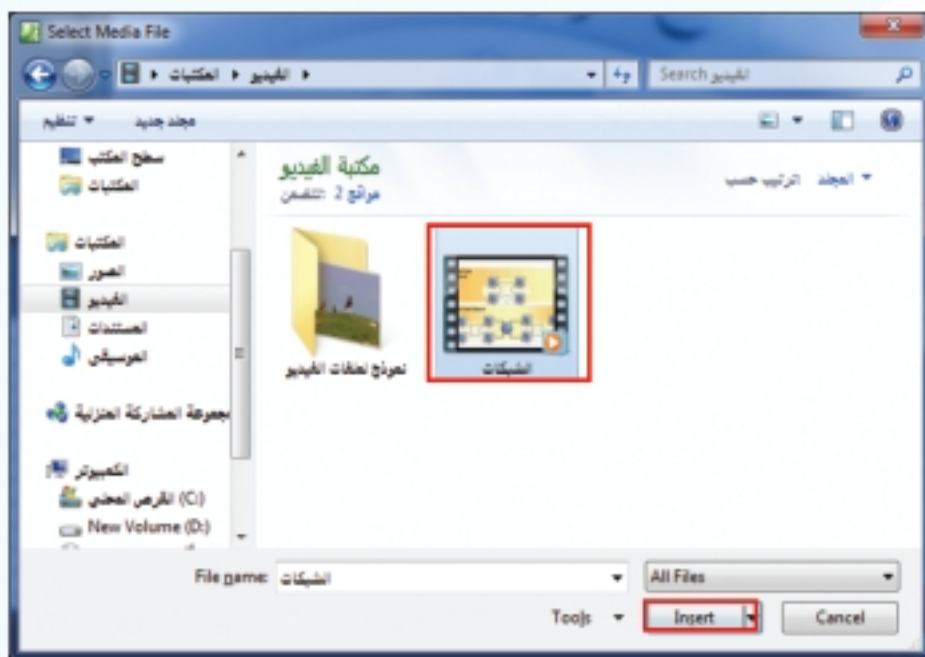 Select Media File
المكتبات
الفيديو
Search الفيديو
تنظيم
مجلد جديد
سطح المكتب
المكتبات
المكتبات
الصور
الفيديو
المستندات
الموسيقى
مجموعة المشاركة المنزلية
الكمبيوتر
القرص المحلي (C:)
New Volume (D:)
مكتبة الفيديو
تتضمن: 2 مواقع
الترتيب حسب
المجلد
نموذج لملفات الفيديو
الشبكات
File name: الشبكات
All Files
Tools
Insert
Cancel